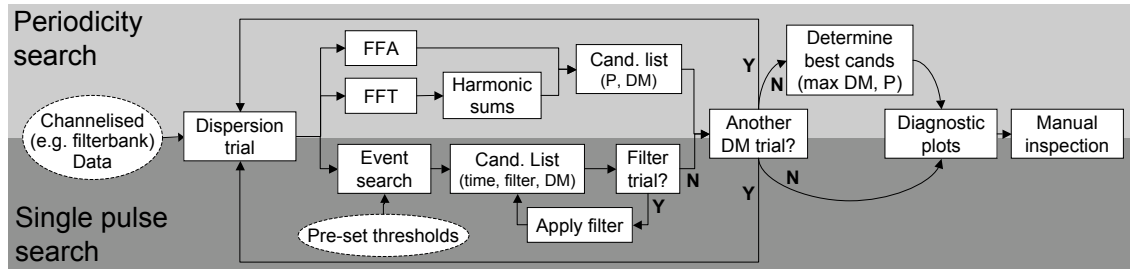 Periodicity
search
Channelised
(e.g. filterbank)
Data
Dispersion
trial
FFA
FFT
Harmonic
sums
Cand. list
(P, DM)
Another
DM trial?
Y
N
Determine
best cands
(max DM, P)
Diagnostic
plots
Manual
inspection
Single pulse
search
Event
search
Pre-set thresholds
Cand. List
(time, filter, DM)
Filter
trial?
N
Y
Apply filter
Y
N